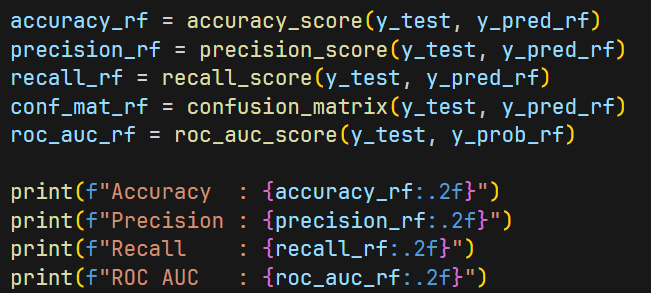 accuracy_rf = accuracy_score(y_test, y_pred_rf)
precision_rf = precision_score(y_test, y_pred_rf)
recall_rf = recall_score(y_test, y_pred_rf)
conf_mat_rf = confusion_matrix(y_test, y_pred_rf)
roc_auc_rf = roc_auc_score(y_test, y_prob_rf)

print(f"Accuracy  : {accuracy_rf:.2f}")
print(f"Precision : {precision_rf:.2f}")
print(f"Recall    : {recall_rf:.2f}")
print(f"ROC AUC   : {roc_auc_rf:.2f}")